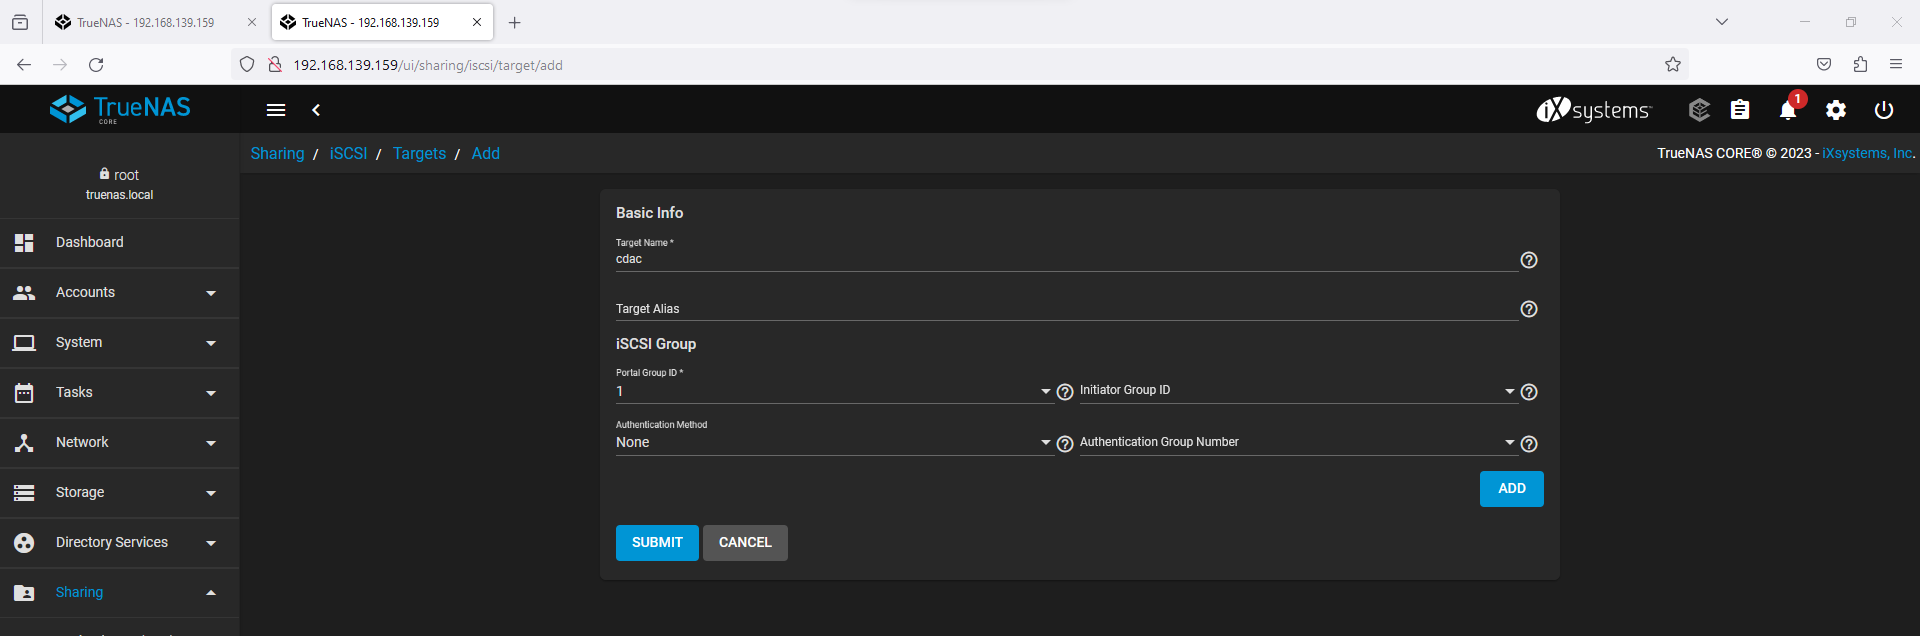 TrueNAS - 192.168.139.159
TrueNAS - 192.168.139.159
192.168.139.159/ui/sharing/iscsi/target/add
TrueNAS
CORE
iXsystems™
1
Sharing / iSCSI / Targets / Add
TrueNAS CORE® © 2023 - iXsystems, Inc.
root
truenas.local
Dashboard
Accounts
System
Tasks
Network
Storage
Directory Services
Sharing
Basic Info
Target Name *
cdac
Target Alias
iSCSI Group
Portal Group ID *
1
Initiator Group ID
Authentication Method
None
Authentication Group Number
ADD
SUBMIT
CANCEL